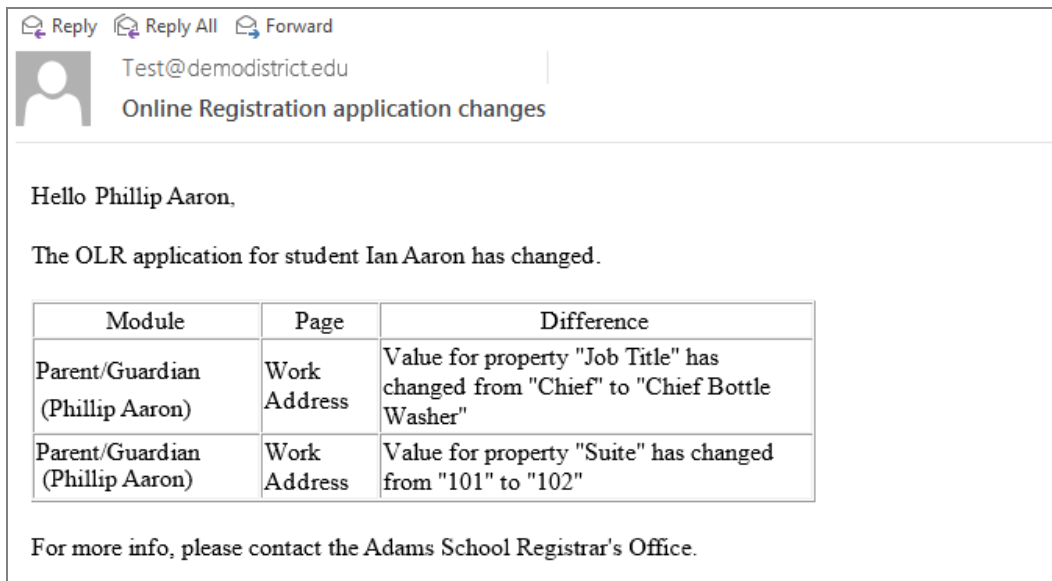 Reply Reply All Forward
Test@demodistrict.edu
Online Registration application changes
Hello Phillip Aaron,
The OLR application for student Ian Aaron has changed.
Module Page Difference
Parent/Guardian
(Phillip Aaron)
Work
Address
Value for property "Job Title" has
changed from "Chief" to "Chief Bottle
Washer"
Parent/Guardian
(Phillip Aaron)
Work
Address
Value for property "Suite" has changed
from "101" to "102"
For more info, please contact the Adams School Registrar's Office.